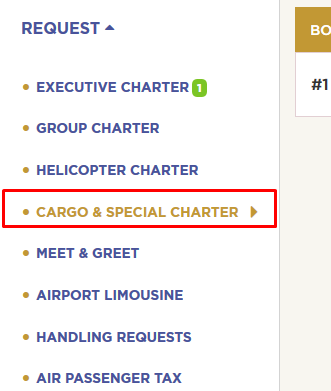 REQUEST
BO
EXECUTIVE CHARTER 1
#1
GROUP CHARTER
HELICOPTER CHARTER
CARGO & SPECIAL CHARTER
MEET & GREET
AIRPORT LIMOUSINE
HANDLING REQUESTS
AIR PASSENGER TAX